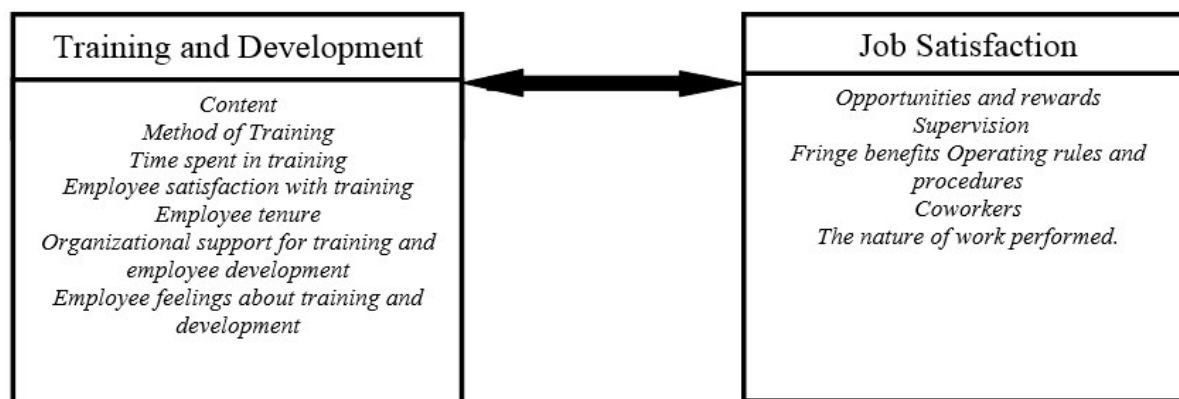 Training and Development
Content
Method of Training
Time spent in training
Employee satisfaction with training
Employee tenure
Organizational support for training and
employee development
Employee feelings about training and
development
Job Satisfaction
Opportunities and rewards
Supervision
Fringe benefits Operating rules and
procedures
Coworkers
The nature of work performed.